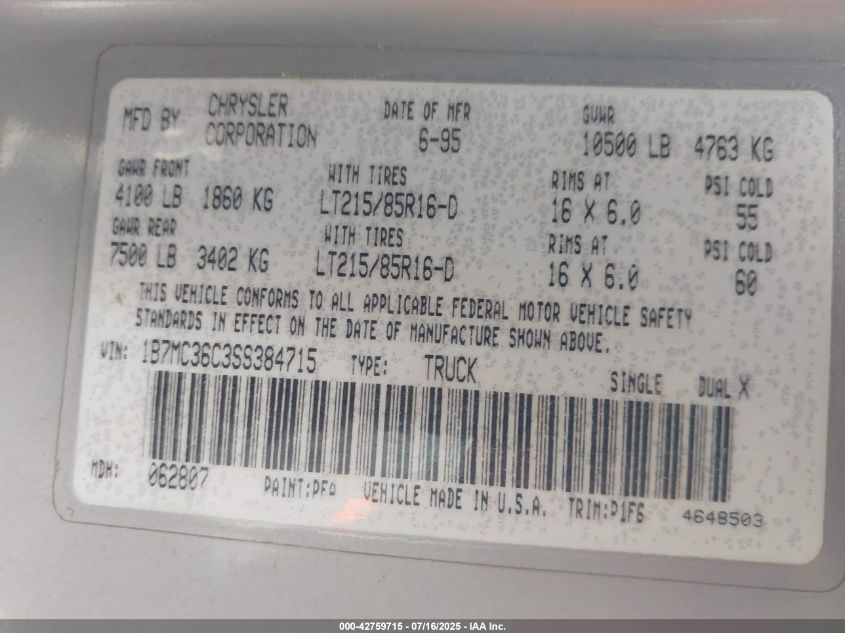 MFD BY CHRYSLER CORPORATION DATE OF MFR 6-95 GVWR 10500 LB 4763 KG
GAWR FRONT WITH TIRES RIMS AT PSI COLD
4100 LB 1860 KG LT215/85R16-D 16 X 6.0 55
GAWR REAR WITH TIRES RIMS AT PSI COLD
7500 LB 3402 KG LT215/85R16-D 16 X 6.0 60
THIS VEHICLE CONFORMS TO ALL APPLICABLE FEDERAL MOTOR VEHICLE SAFETY
STANDARDS IN EFFECT ON THE DATE OF MANUFACTURE SHOWN ABOVE.
VIN: 1B7MC36C3SS384715 TYPE: TRUCK SINGLE DUAL X
MDH: 062807 PAINT:PFA VEHICLE MADE IN U.S.A. TRIM:P1F6 4648503
000-42759715 - 07/16/2025 - IAA Inc.